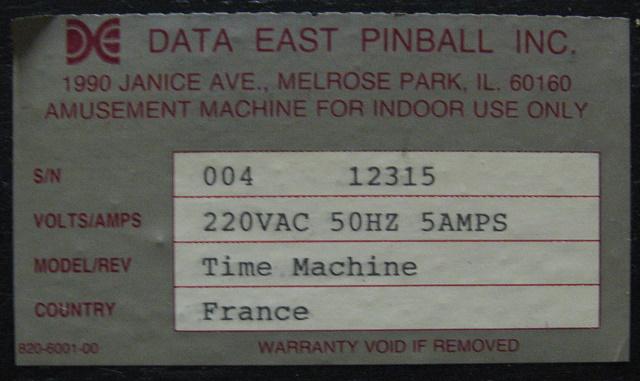 DE DATA EAST PINBALL INC.
1990 JANICE AVE., MELROSE PARK, IL. 60160
AMUSEMENT MACHINE FOR INDOOR USE ONLY
S/N 004 12315
VOLTS/AMPS 220VAC 50HZ 5AMPS
MODEL/REV Time Machine
COUNTRY France
820-6001-00 WARRANTY VOID IF REMOVED